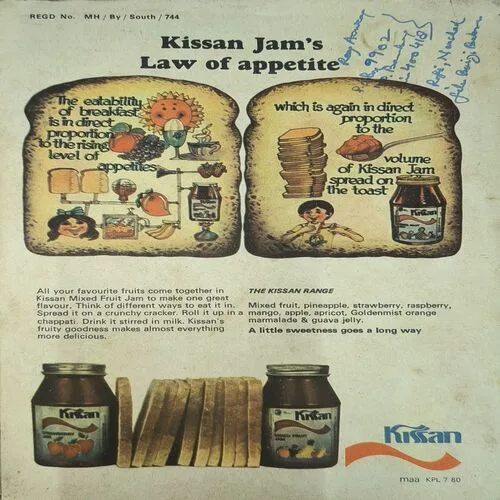 REGD No. MH / By / South / 744
Kissan Jam's
Law of appetite
The eatability
of breakfast
is in direct
proportion
to the rising
level of
appetites
which is again in direct
proportion
to the
volume
of Kissan Jam
spread on
the toast
Kissan
All your favourite fruits come together in
Kissan Mixed Fruit Jam to make one great
flavour. Think of different ways to eat it in.
Spread it on a crunchy cracker. Roll it up in a
chappati. Drink it stirred in milk. Kissan's
fruity goodness makes almost everything
more delicious.
THE KISSAN RANGE
Mixed fruit, pineapple, strawberry, raspberry,
mango, apple, apricot, Goldenmist orange
marmalade & guava jelly.
A little sweetness goes a long way
Kissan
Kissan
MIXED FRUIT
JAM
Kissan
maa KPL 7 80